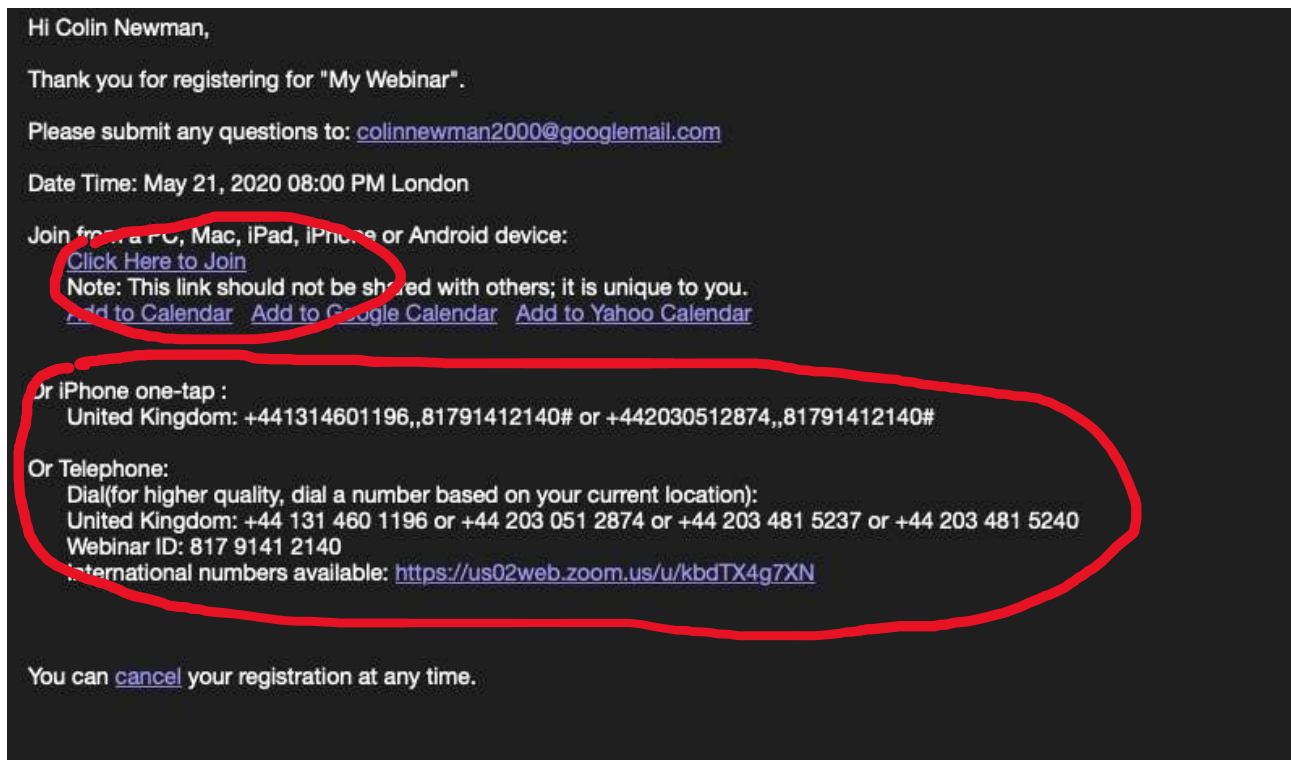 Hi Colin Newman,
Thank you for registering for "My Webinar".
Please submit any questions to: colinnewman2000@googlemail.com
Date Time: May 21, 2020 08:00 PM London
Join from a PC, Mac, iPad, iPhone or Android device:
Click Here to Join
Note: This link should not be shared with others; it is unique to you.
Add to Calendar Add to Google Calendar Add to Yahoo Calendar
Or iPhone one-tap :
United Kingdom: +441314601196,,81791412140# or +442030512874,,81791412140#
Or Telephone:
Dial(for higher quality, dial a number based on your current location):
United Kingdom: +44 131 460 1196 or +44 203 051 2874 or +44 203 481 5237 or +44 203 481 5240
Webinar ID: 817 9141 2140
International numbers available: https://us02web.zoom.us/u/kbdTX4g7XN
You can cancel your registration at any time.